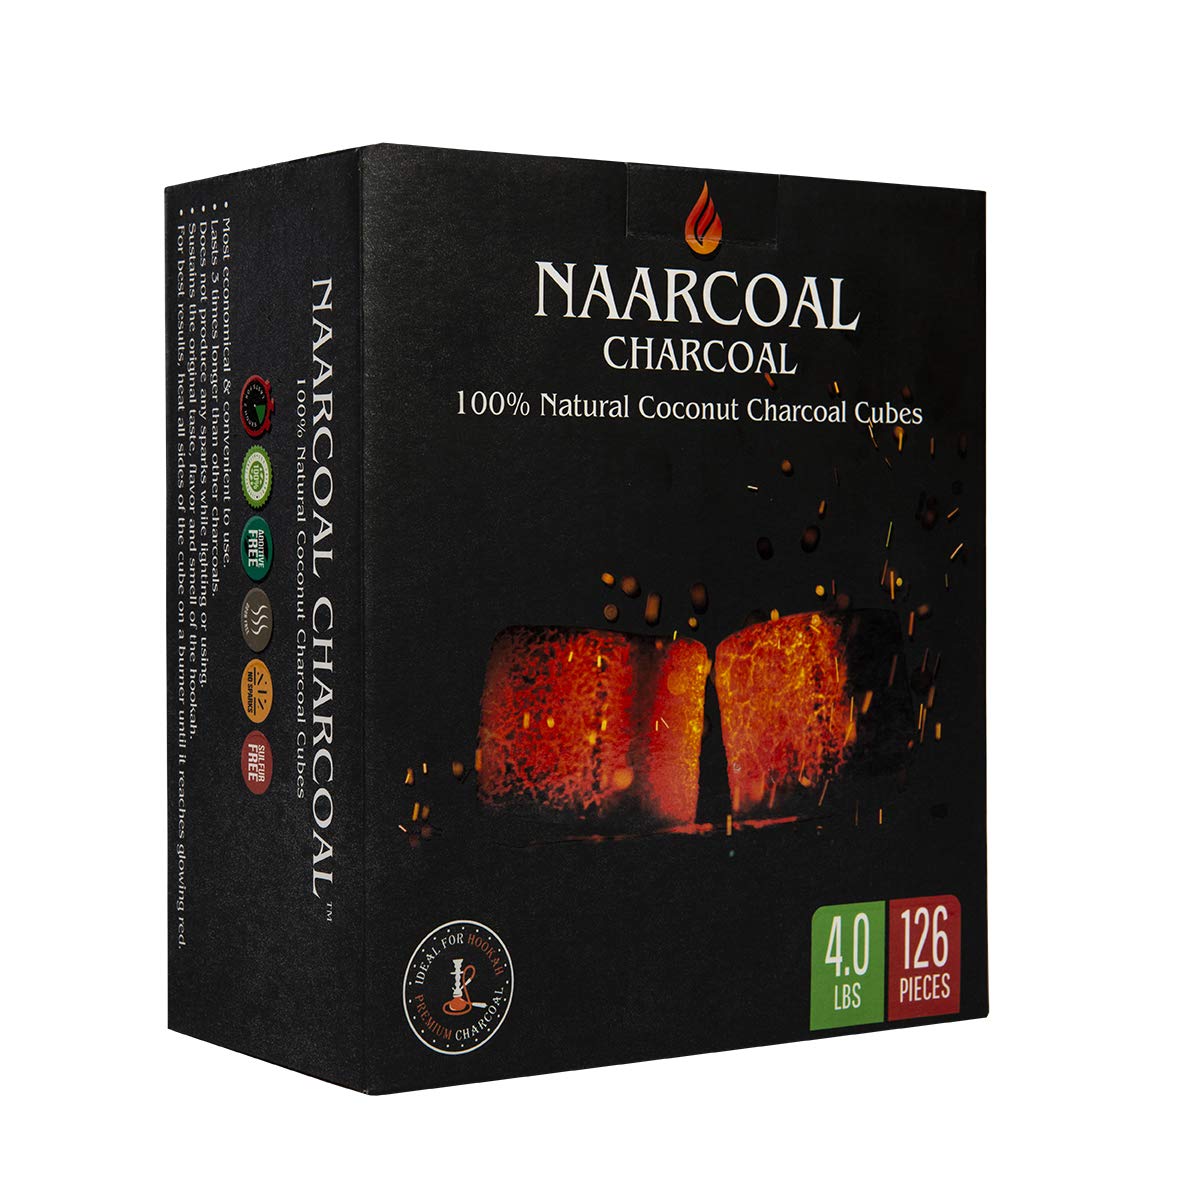 NAARCOAL
CHARCOAL
100% Natural Coconut Charcoal Cubes
IDEAL FOR HOOKAH
PREMIUM CHARCOAL
4.0
LBS
126
PIECES
NAARCOAL CHARCOAL™
100% Natural Coconut Charcoal Cubes
100%
ADDITIVE
FREE
NO SPARKS
SULFUR
FREE
• Most economical & convenient to use.
• Lasts 3 times longer than other charcoals.
• Does not produce any sparks while lighting or using.
• Sustains the original taste, flavor and smell of the hookah.
• For best results, heat all sides of the cube on a burner until it reaches glowing red.